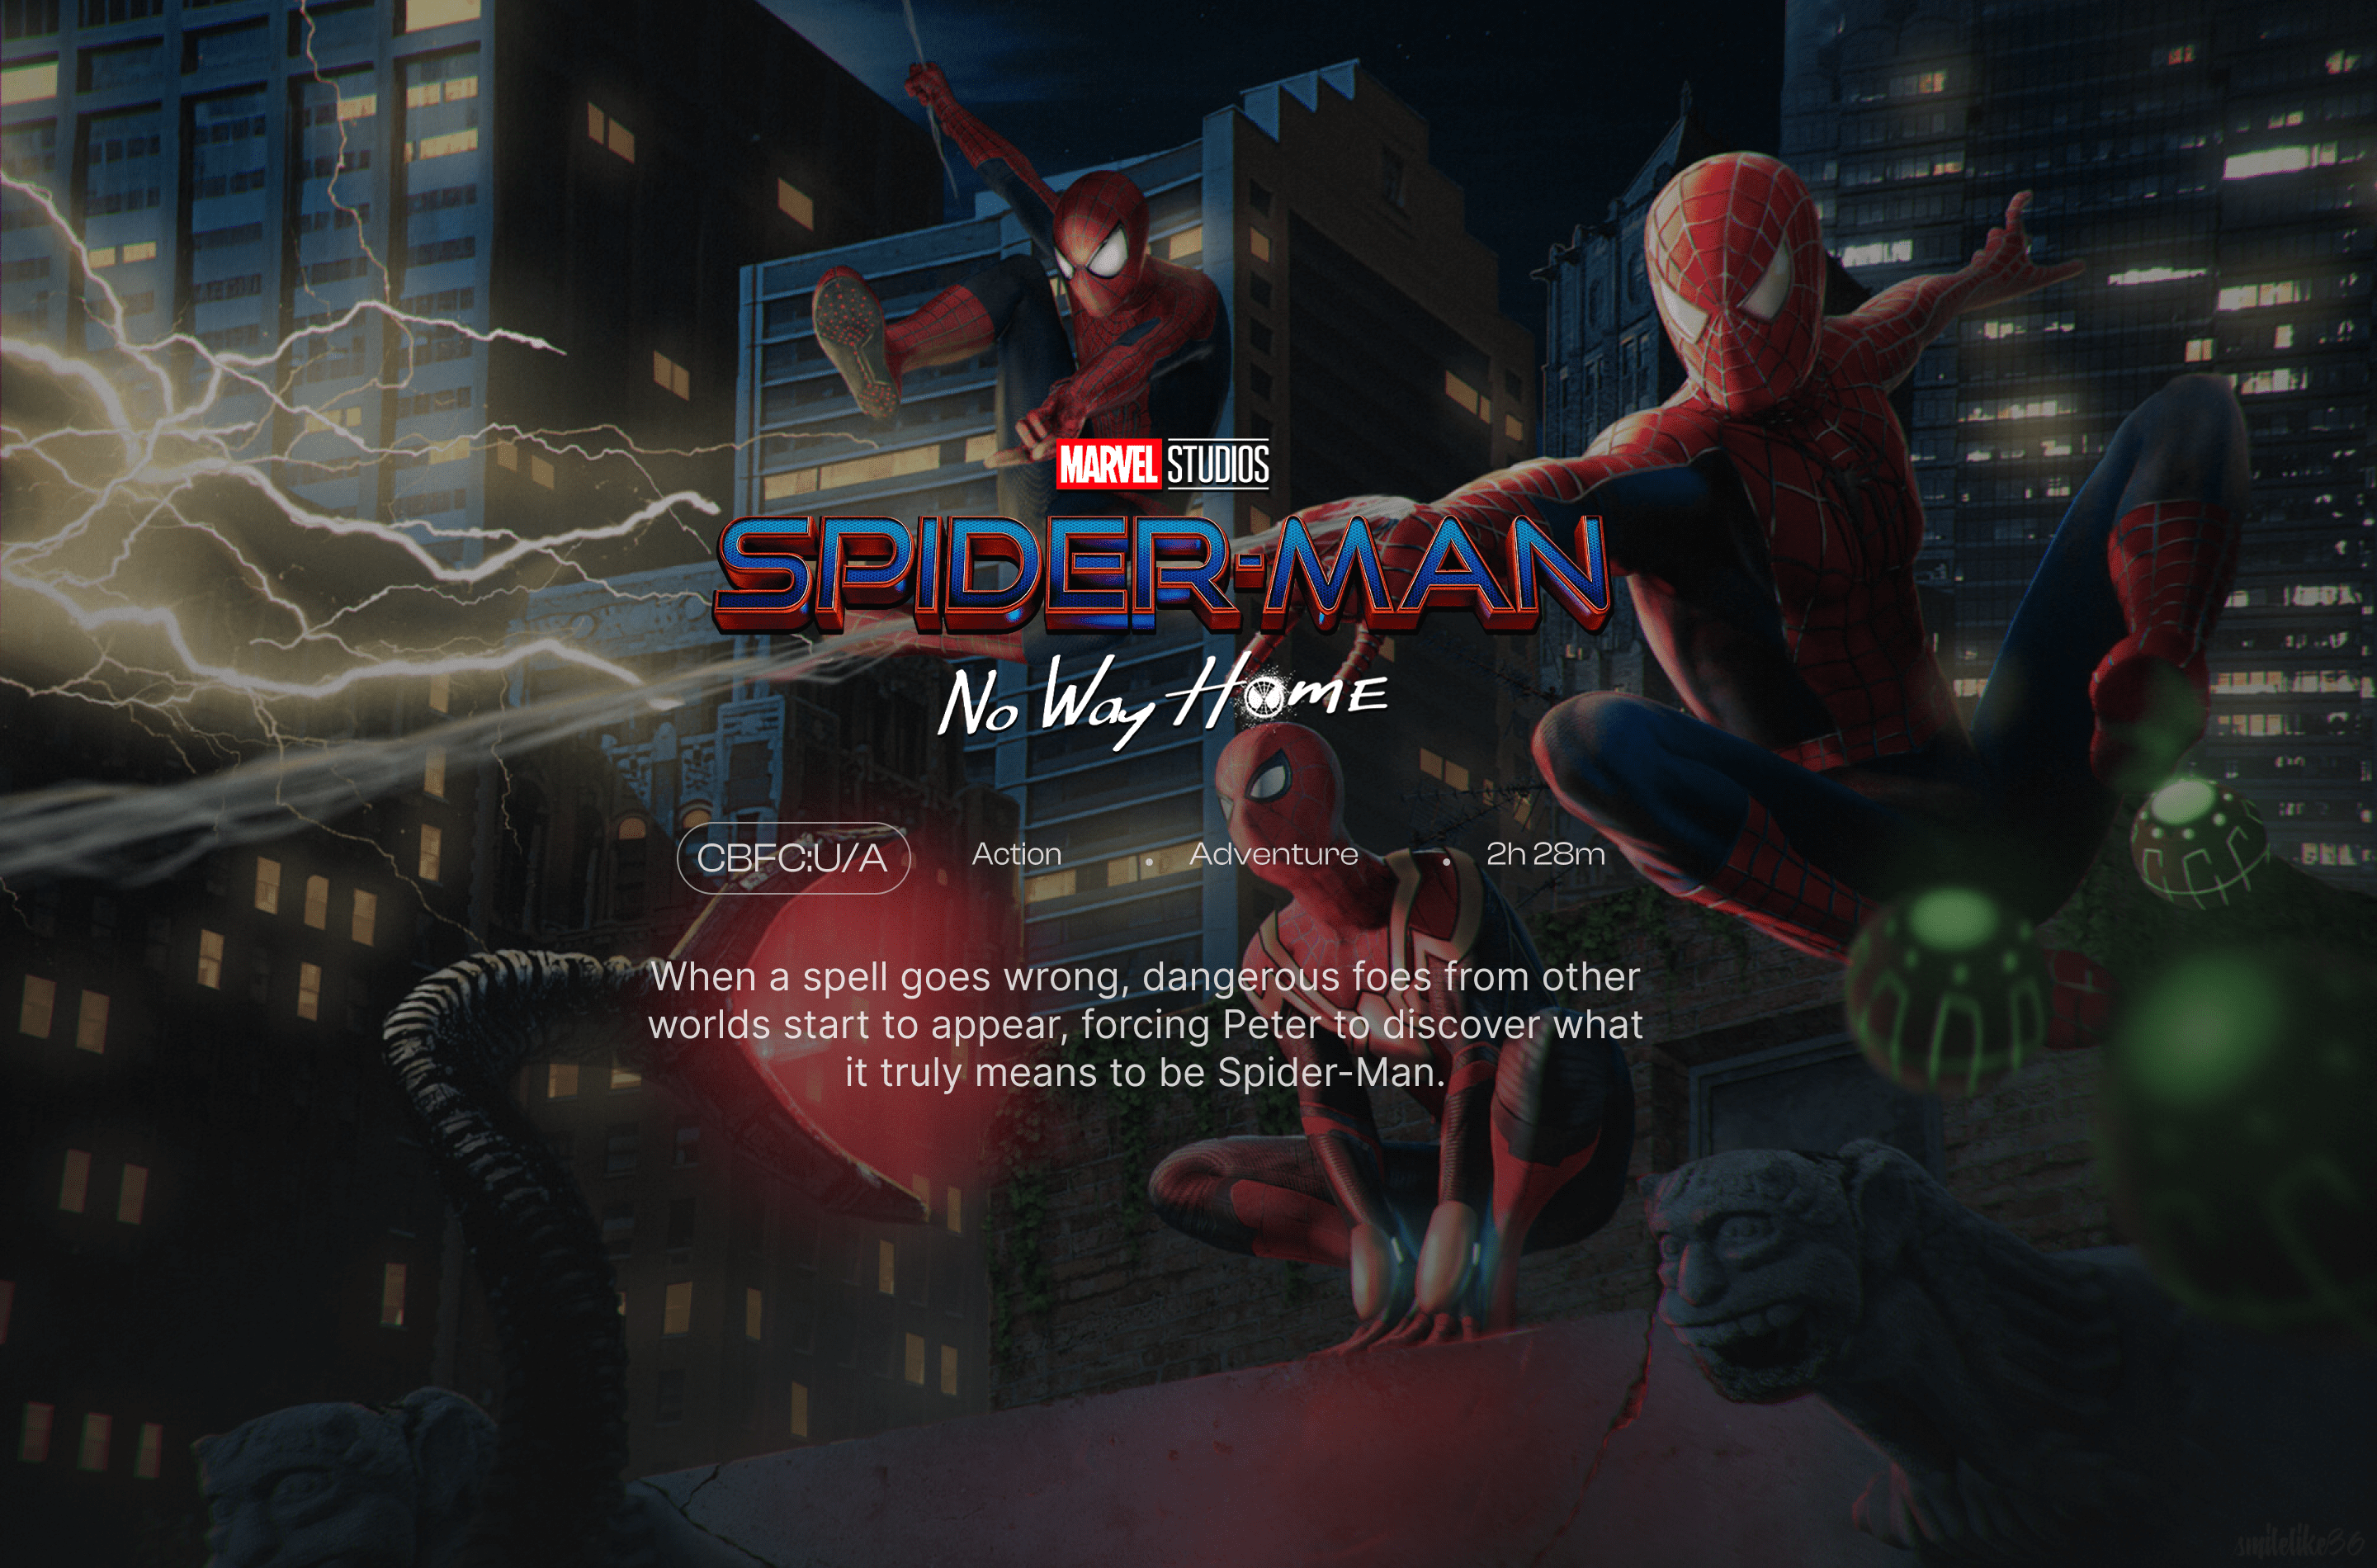 MARVEL STUDIOS
SPIDER-MAN
No Way Home
CBFC:U/A Action . Adventure . 2h 28m
When a spell goes wrong, dangerous foes from other
worlds start to appear, forcing Peter to discover what
it truly means to be Spider-Man.
smilelike86